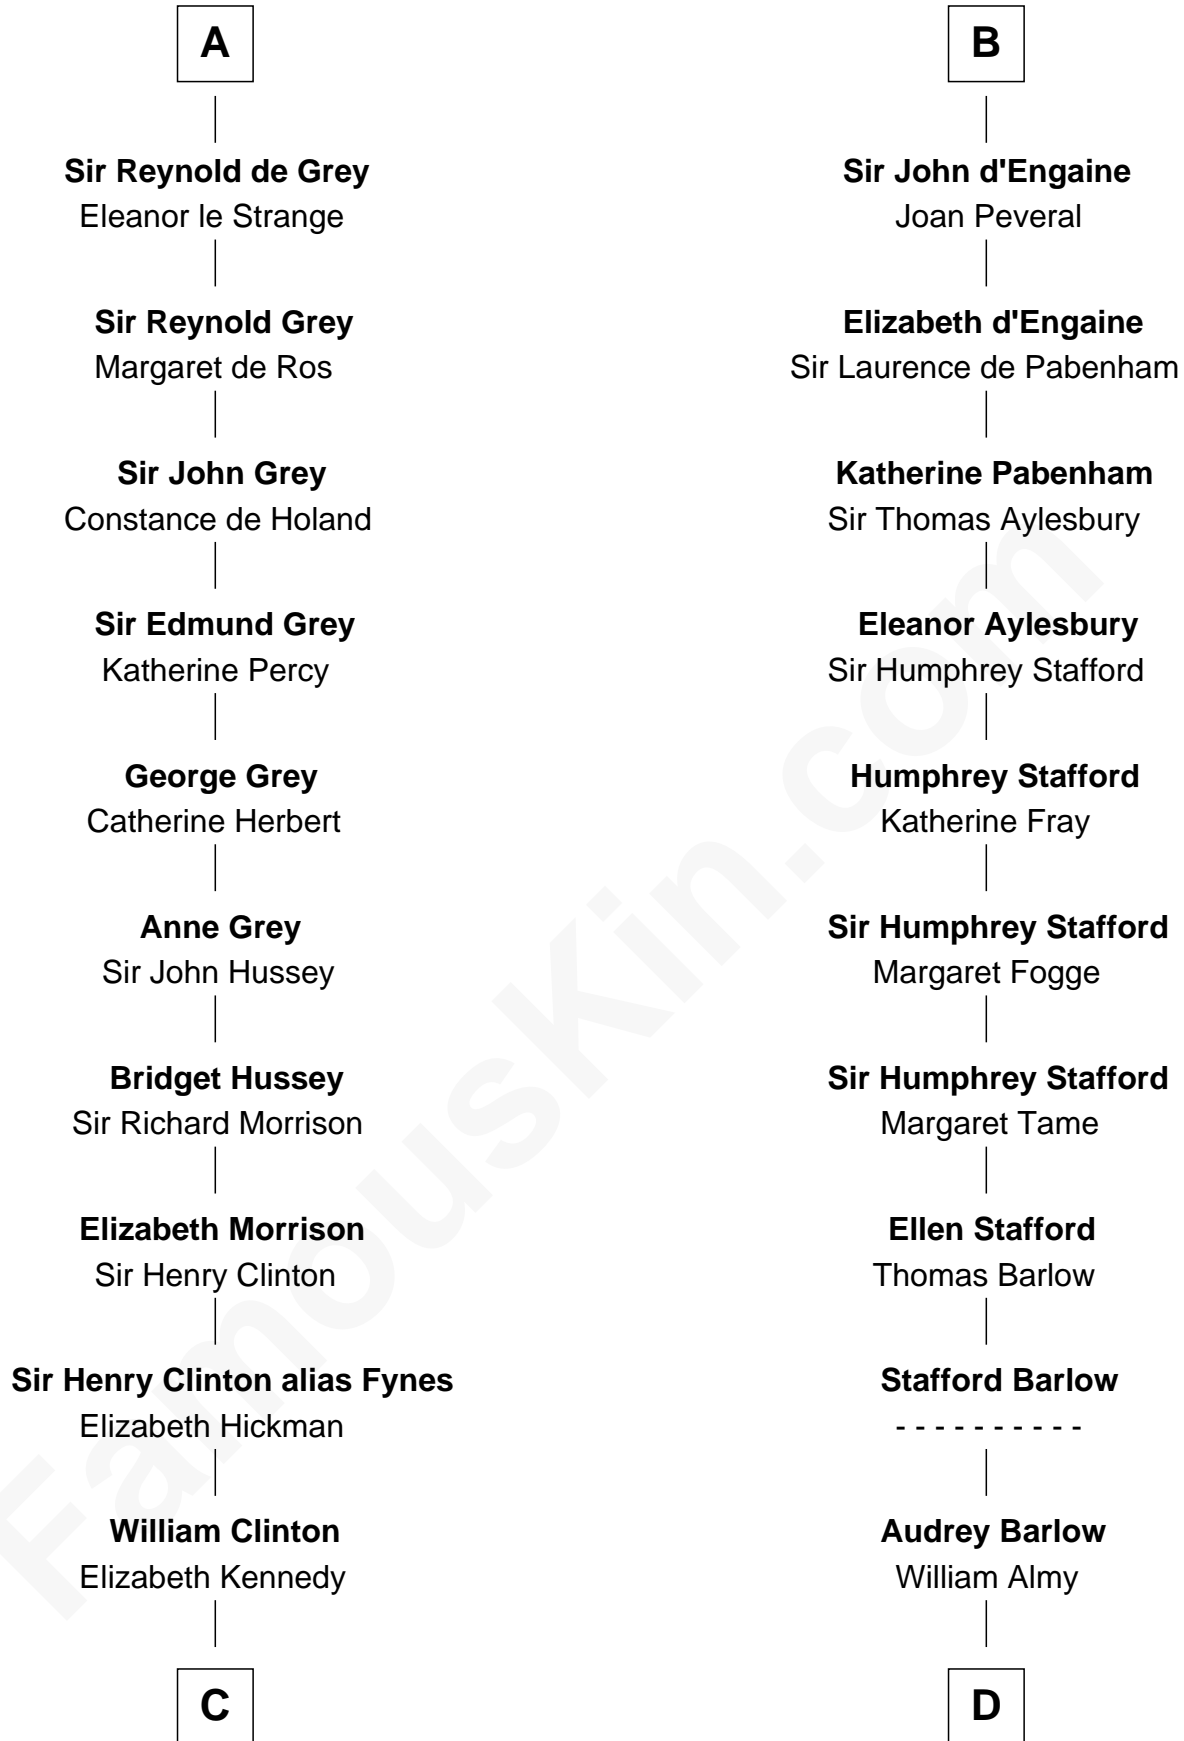 A
Sir Reynold de Grey
Eleanor le Strange
Sir Reynold Grey
Margaret de Ros
Sir John Grey
Constance de Holand
Sir Edmund Grey
Katherine Percy
George Grey
Catherine Herbert
Anne Grey
Sir John Hussey
Bridget Hussey
Sir Richard Morrison
Elizabeth Morrison
Sir Henry Clinton
Sir Henry Clinton alias Fynes
Elizabeth Hickman
William Clinton
Elizabeth Kennedy
C
B
Sir John d'Engaine
Joan Peveral
Elizabeth d'Engaine
Sir Laurence de Pabenham
Katherine Pabenham
Sir Thomas Aylesbury
Eleanor Aylesbury
Sir Humphrey Stafford
Humphrey Stafford
Katherine Fray
Sir Humphrey Stafford
Margaret Fogge
Sir Humphrey Stafford
Margaret Tame
Ellen Stafford
Thomas Barlow
Stafford Barlow
- - - - - - - - - -
Audrey Barlow
William Almy
D
FamousKin.com